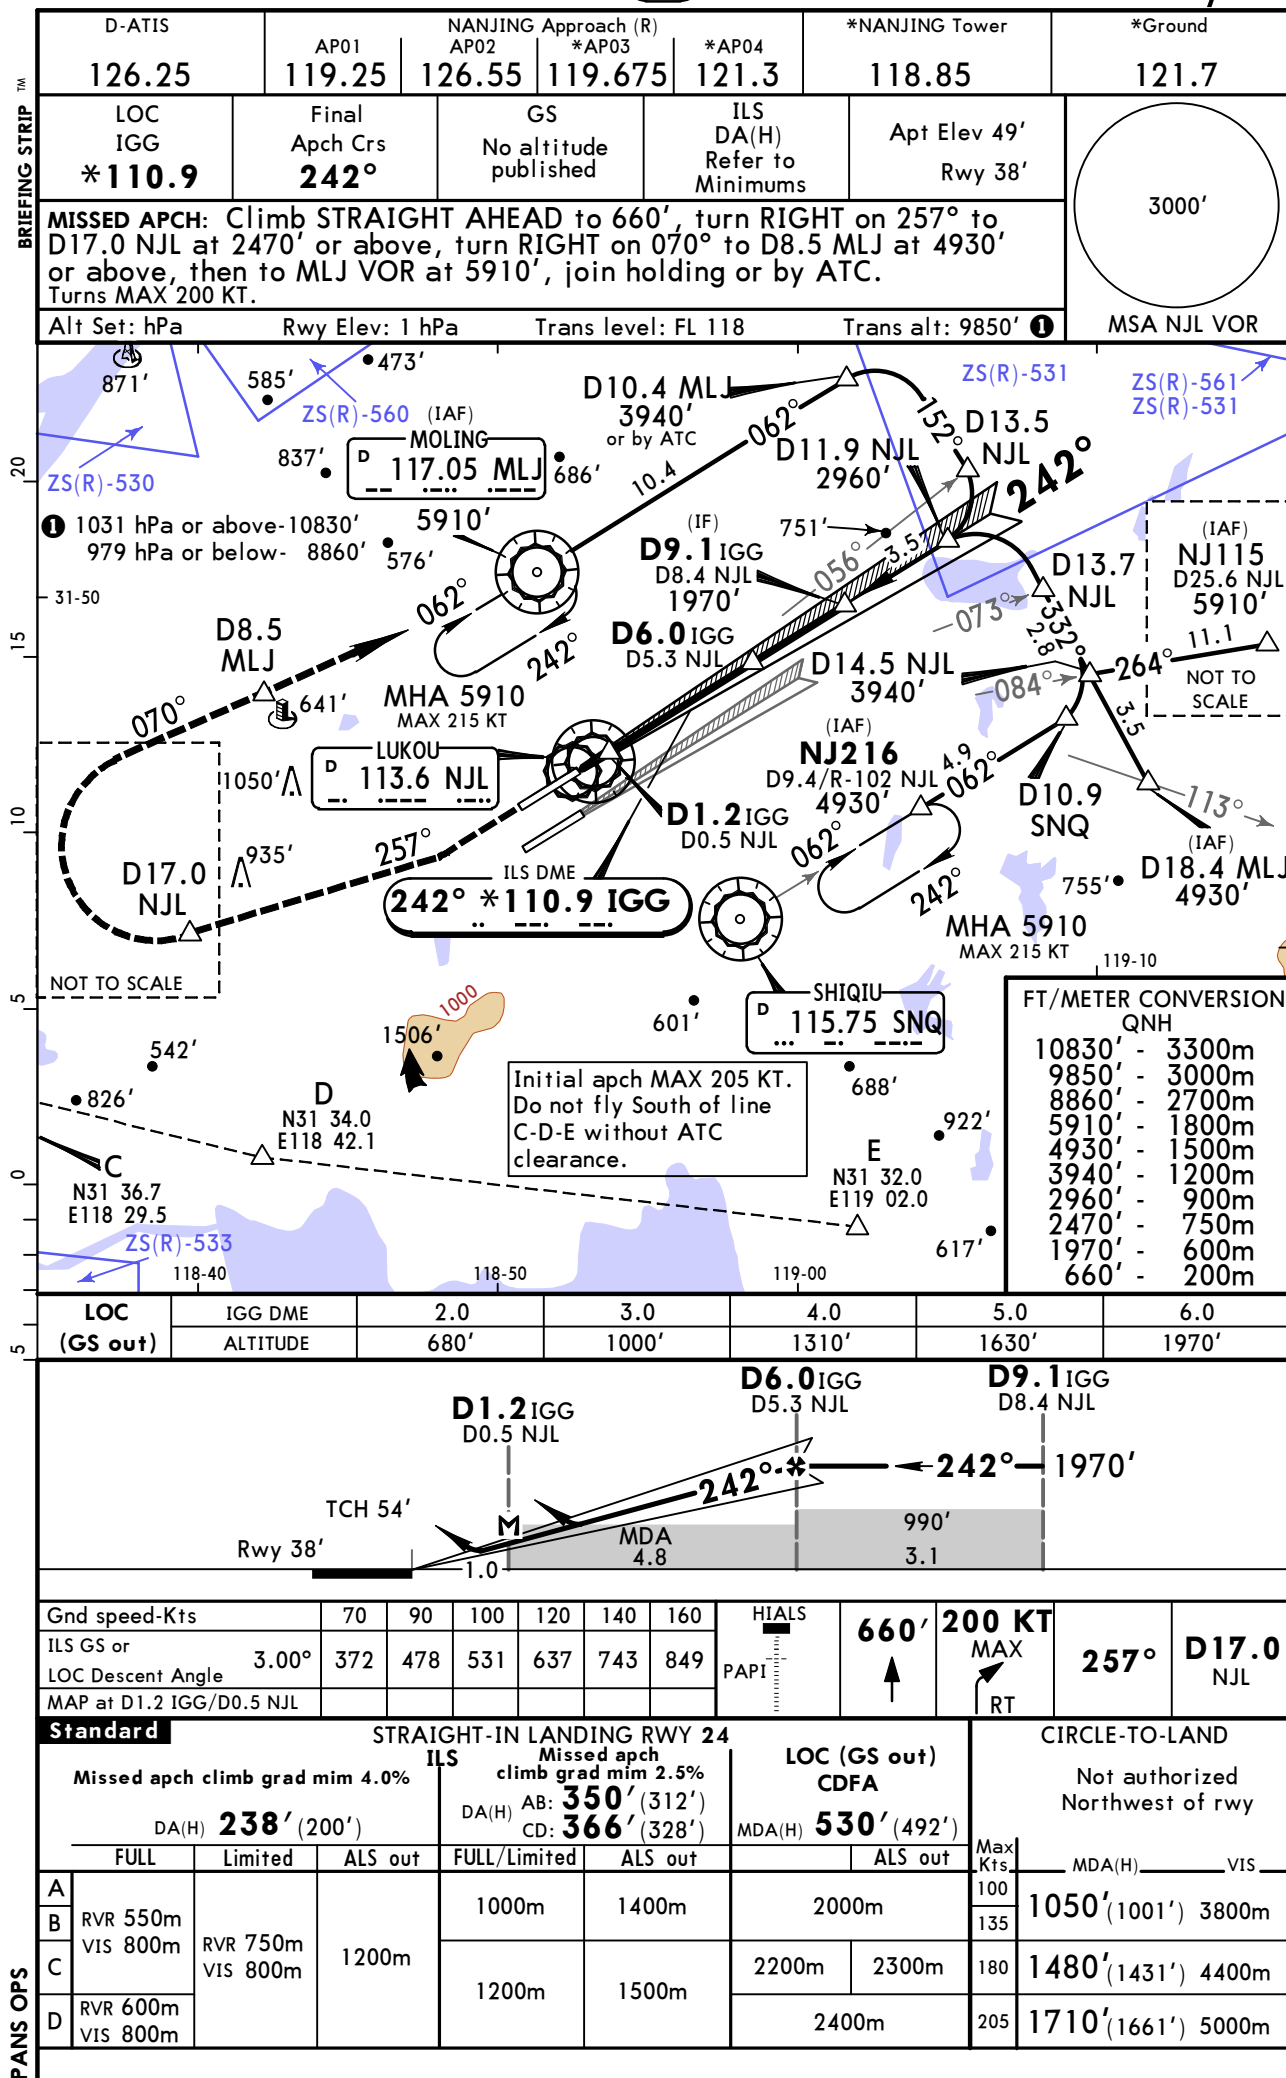 D-ATIS
NANJING Approach (R)
*NANJING Tower
*Ground
AP01
AP02
*AP03
*AP04
126.25
119.25
126.55
119.675
121.3
118.85
121.7
BRIEFING STRIP TM
LOC
IGG
*110.9
Final
Apch Crs
242°
GS
No altitude
published
ILS
DA(H)
Refer to
Minimums
Apt Elev 49'
Rwy 38'
3000'
MSA NJL VOR
MISSED APCH: Climb STRAIGHT AHEAD to 660', turn RIGHT on 257° to
D17.0 NJL at 2470' or above, turn RIGHT on 070° to D8.5 MLJ at 4930'
or above, then to MLJ VOR at 5910', join holding or by ATC.
Turns MAX 200 KT.
Alt Set: hPa
Rwy Elev: 1 hPa
Trans level: FL 118
Trans alt: 9850' 1
871'
585'
473'
ZS(R)-560
ZS(R)-530
837'
(IAF)
MOLING
D 117.05 MLJ
686'
5910'
D10.4 MLJ
3940'
or by ATC
062°
10.4
152°
ZS(R)-531
ZS(R)-561
ZS(R)-531
D13.5
NJL
D11.9 NJL
2960'
242°
20
1 1031 hPa or above-10830'
979 hPa or below- 8860'
576'
751'
(IF)
D9.1 IGG
D8.4 NJL
1970'
056°
3.5
D13.7
NJL
073°
332°
2.8
(IAF)
NJ115
D25.6 NJL
5910'
11.1
264°
NOT TO
SCALE
31-50
062°
242°
15
D8.5
MLJ
641'
070°
MHA 5910
MAX 215 KT
D6.0 IGG
D5.3 NJL
D14.5 NJL
3940'
084°
3.5
LUKOU
D 113.6 NJL
1050'
(IAF)
NJ216
D9.4/R-102 NJL
4930'
4.9
062°
D10.9
SNQ
113°
(IAF)
D18.4 MLJ
4930'
D1.2 IGG
D0.5 NJL
10
935'
257°
D17.0
NJL
NOT TO SCALE
ILS DME
242° *110.9 IGG
062°
242°
755'
MHA 5910
MAX 215 KT
119-10
SHIQIU
D 115.75 SNQ
5
1000
1506'
601'
542'
826'
688'
922'
617'
D
N31 34.0
E118 42.1
Initial apch MAX 205 KT.
Do not fly South of line
C-D-E without ATC
clearance.
C
N31 36.7
E118 29.5
E
N31 32.0
E119 02.0
0
ZS(R)-533
118-40
118-50
119-00
FT/METER CONVERSION
QNH
10830' - 3300m
9850' - 3000m
8860' - 2700m
5910' - 1800m
4930' - 1500m
3940' - 1200m
2960' - 900m
2470' - 750m
1970' - 600m
660' - 200m
5
LOC
(GS out)
IGG DME 2.0 3.0 4.0 5.0 6.0
ALTITUDE 680' 1000' 1310' 1630' 1970'
D1.2 IGG
D0.5 NJL
D6.0 IGG
D5.3 NJL
D9.1 IGG
D8.4 NJL
242°
242°
1970'
TCH 54'
M
Rwy 38'
1.0
MDA
4.8
990'
3.1
Gnd speed-Kts 70 90 100 120 140 160
ILS GS or
LOC Descent Angle 3.00° 372 478 531 637 743 849
MAP at D1.2 IGG/D0.5 NJL
HIALS
PAPI
660'
200 KT
MAX
RT
257°
D17.0
NJL
Standard
STRAIGHT-IN LANDING RWY 24
CIRCLE-TO-LAND
ILS
Missed apch climb grad mim 4.0%
DA(H) 238' (200')
Missed apch
climb grad mim 2.5%
DA(H) AB: 350' (312')
CD: 366' (328')
LOC (GS out)
CDFA
MDA(H) 530' (492')
Not authorized
Northwest of rwy
FULL Limited ALS out FULL/Limited ALS out ALS out
Max
Kts MDA(H) VIS
A
B
C
D
RVR 550m
VIS 800m
RVR 600m
VIS 800m
RVR 750m
VIS 800m
1200m
1000m
1400m
1200m
1500m
2000m
2200m
2300m
2400m
100
135
1050' (1001') 3800m
180 1480' (1431') 4400m
205 1710' (1661') 5000m
PANS OPS